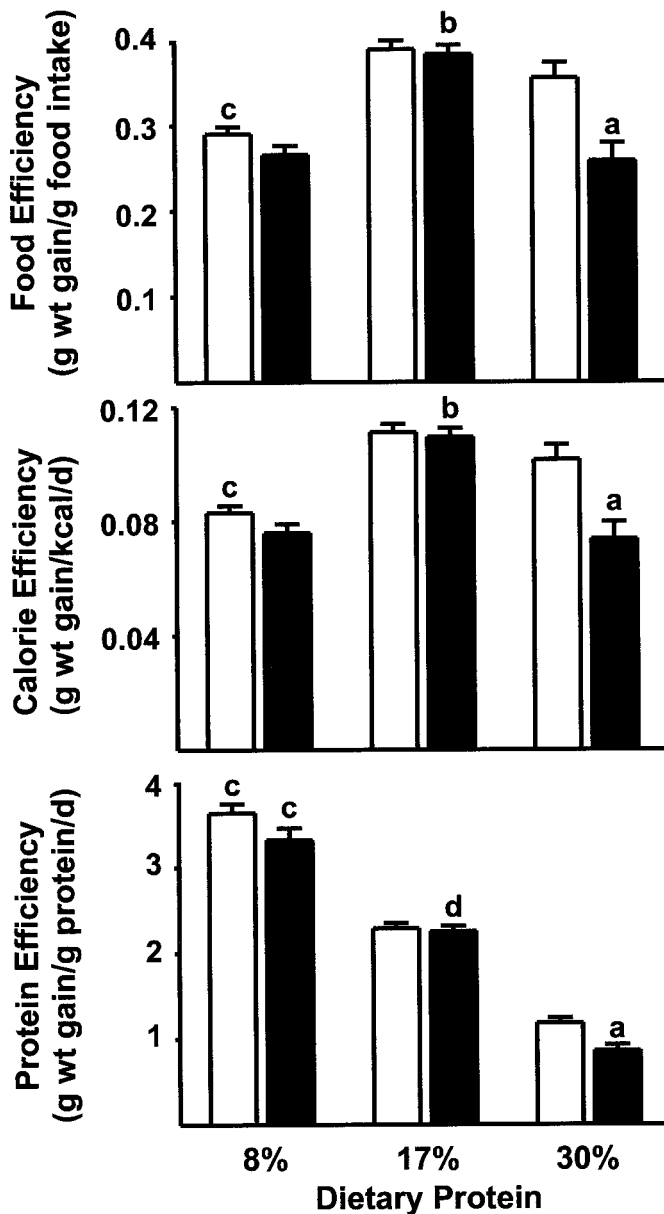 Food Efficiency
(g wt gain/g food intake)
0.4
0.3
0.2
0.1
c
b
a
Calorie Efficiency
(g wt gain/kcal/d)
0.12
0.08
0.04
c
b
a
Protein Efficiency
(g wt gain/g protein/d)
4
3
2
1
c
c
d
a
8%
17%
30%
Dietary Protein